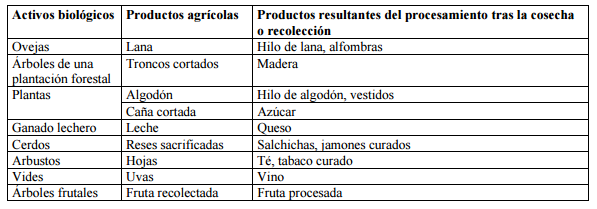 Activos biológicos Productos agrícolas Productos resultantes del procesamiento tras la cosecha
o recolección
Ovejas Lana Hilo de lana, alfombras
Árboles de una Troncos cortados Madera
plantación forestal
Plantas Algodón Hilo de algodón, vestidos
Caña cortada Azúcar
Ganado lechero Leche Queso
Cerdos Reses sacrificadas Salchichas, jamones curados
Arbustos Hojas Té, tabaco curado
Vides Uvas Vino
Árboles frutales Fruta recolectada Fruta procesada